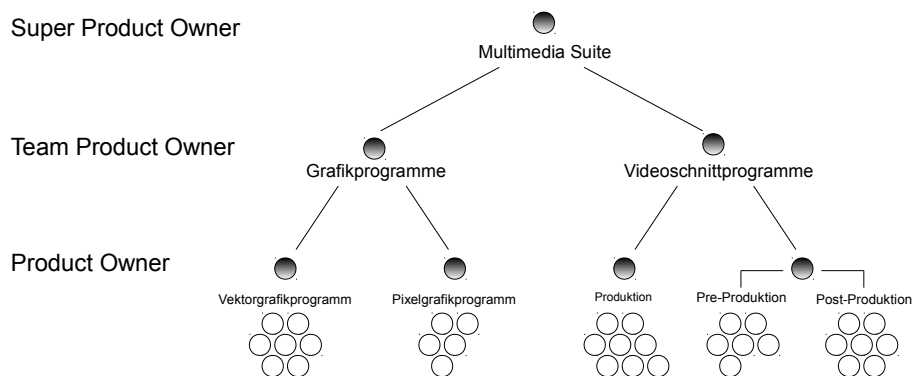 Super Product Owner
Multimedia Suite
Team Product Owner
Grafikprogramme
Videoschnittprogramme
Product Owner
Vektorgrafikprogramm
Pixelgrafikprogramm
Produktion
Pre-Produktion
Post-Produktion